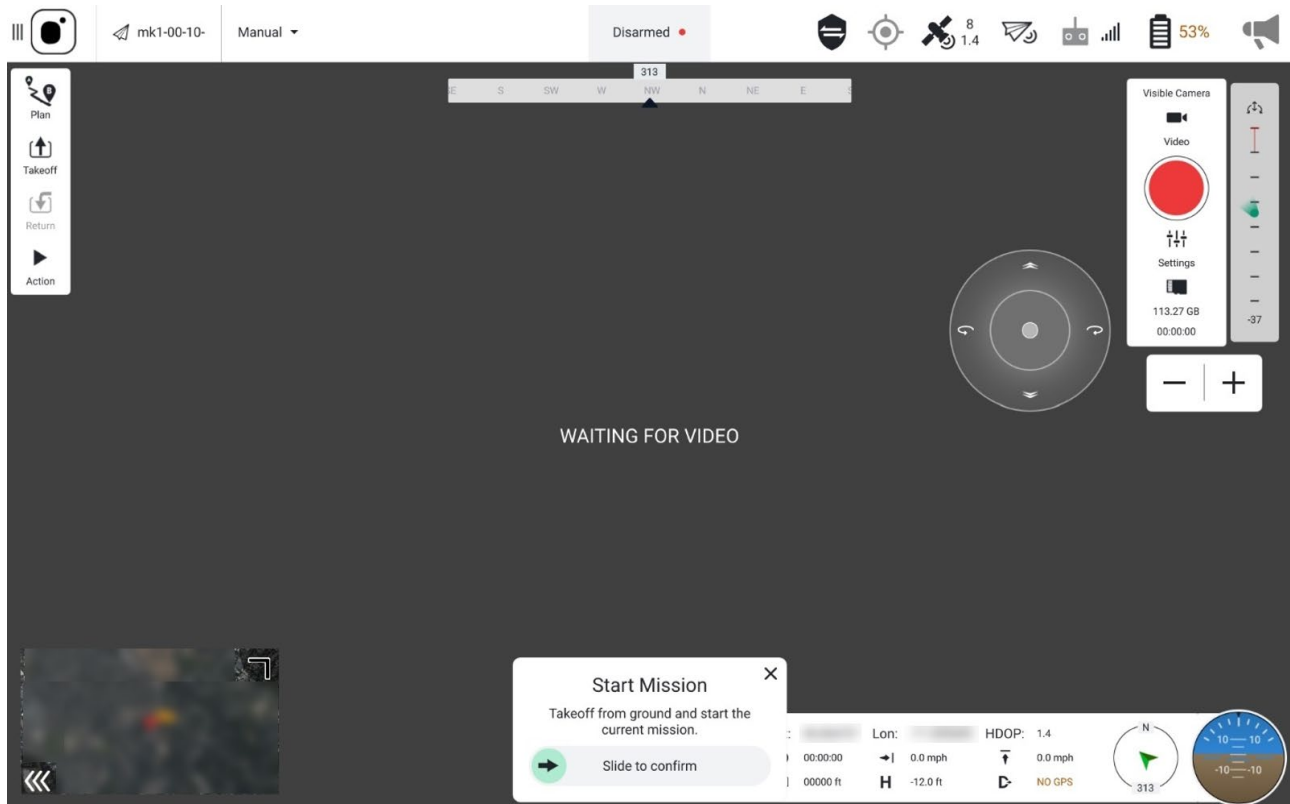 mk1-00-10-
Manual
Disarmed
8
1.4
53%
313
SE S SW W NW N NE E S
Plan
Takeoff
Return
Action
Visible Camera
Video
Settings
113.27 GB
00:00:00
-37
WAITING FOR VIDEO
Start Mission
Takeoff from ground and start the
current mission.
Slide to confirm
Lon:
HDOP: 1.4
00:00:00 0.0 mph 0.0 mph
00000 ft H -12.0 ft NO GPS
N
313
10 10
-10 -10